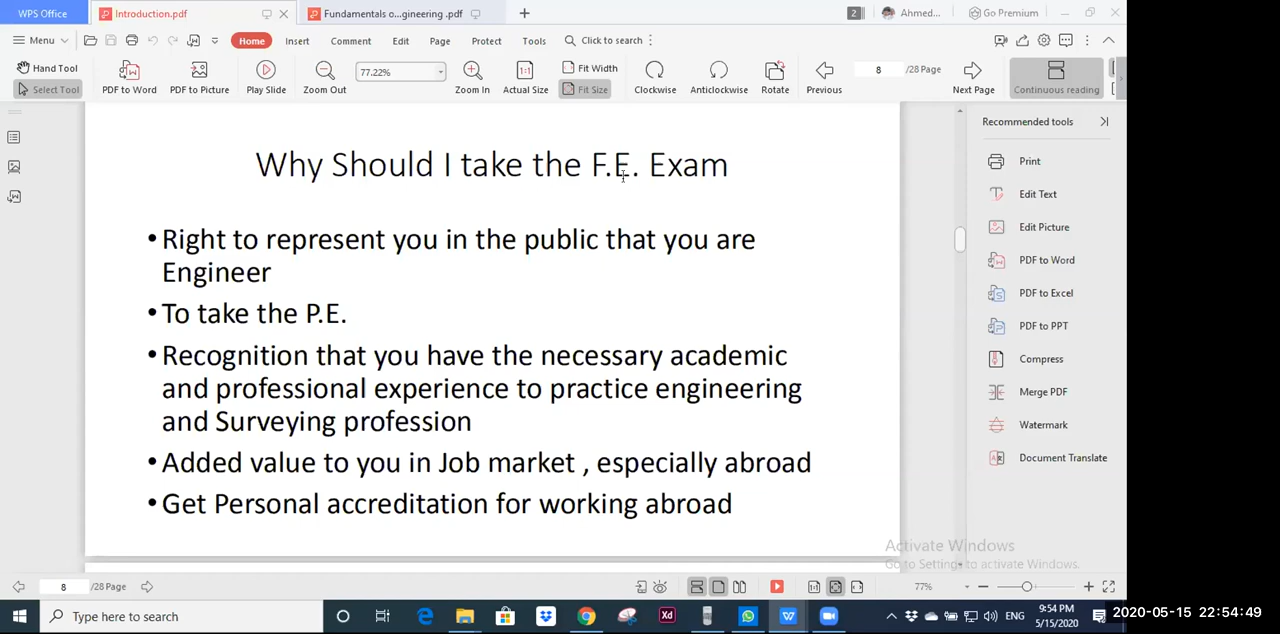 WPS Office
Introduction.pdf
Fundamentals o...gineering .pdf
2
Ahmed...
Go Premium
Menu
Home
Insert
Comment
Edit
Page
Protect
Tools
Click to search
Hand Tool
Select Tool
PDF to Word
PDF to Picture
Play Slide
Zoom Out
77.22%
Zoom In
1:1
Actual Size
Fit Width
Fit Size
Clockwise
Anticlockwise
Rotate
Previous
8
/28 Page
Next Page
Continuous reading
Why Should I take the F.E. Exam
•Right to represent you in the public that you are
Engineer
•To take the P.E.
•Recognition that you have the necessary academic
and professional experience to practice engineering
and Surveying profession
•Added value to you in Job market , especially abroad
•Get Personal accreditation for working abroad
Recommended tools
Print
Edit Text
Edit Picture
PDF to Word
PDF to Excel
PDF to PPT
Compress
Merge PDF
Watermark
Document Translate
Activate Windows
Go to Settings to activate Windows.
8
/28 Page
77%
Type here to search
Xd
ENG
9:54 PM
5/15/2020
2020-05-15 22:54:49